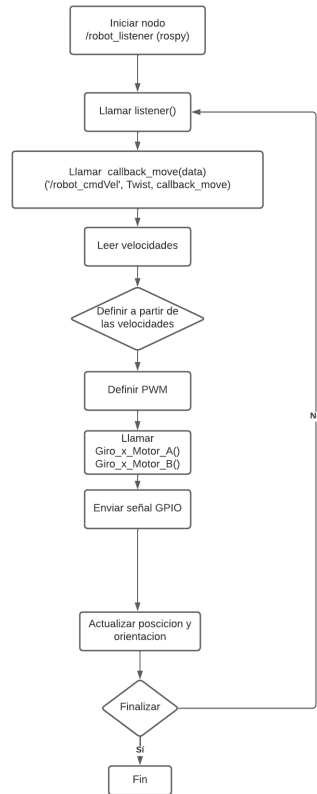 Iniciar nodo
/robot_listener (rospy)
Llamar listener()
Llamar  callback_move(data)
('/robot_cmdVel', Twist, callback_move)
Leer velocidades
Definir a partir de
las velocidades
Definir PWM
Llamar
Giro_x_Motor_A()
Giro_x_Motor_B()
Enviar señal GPIO
Actualizar poscicion y
orientacion
Finalizar
N
Sí
Fin